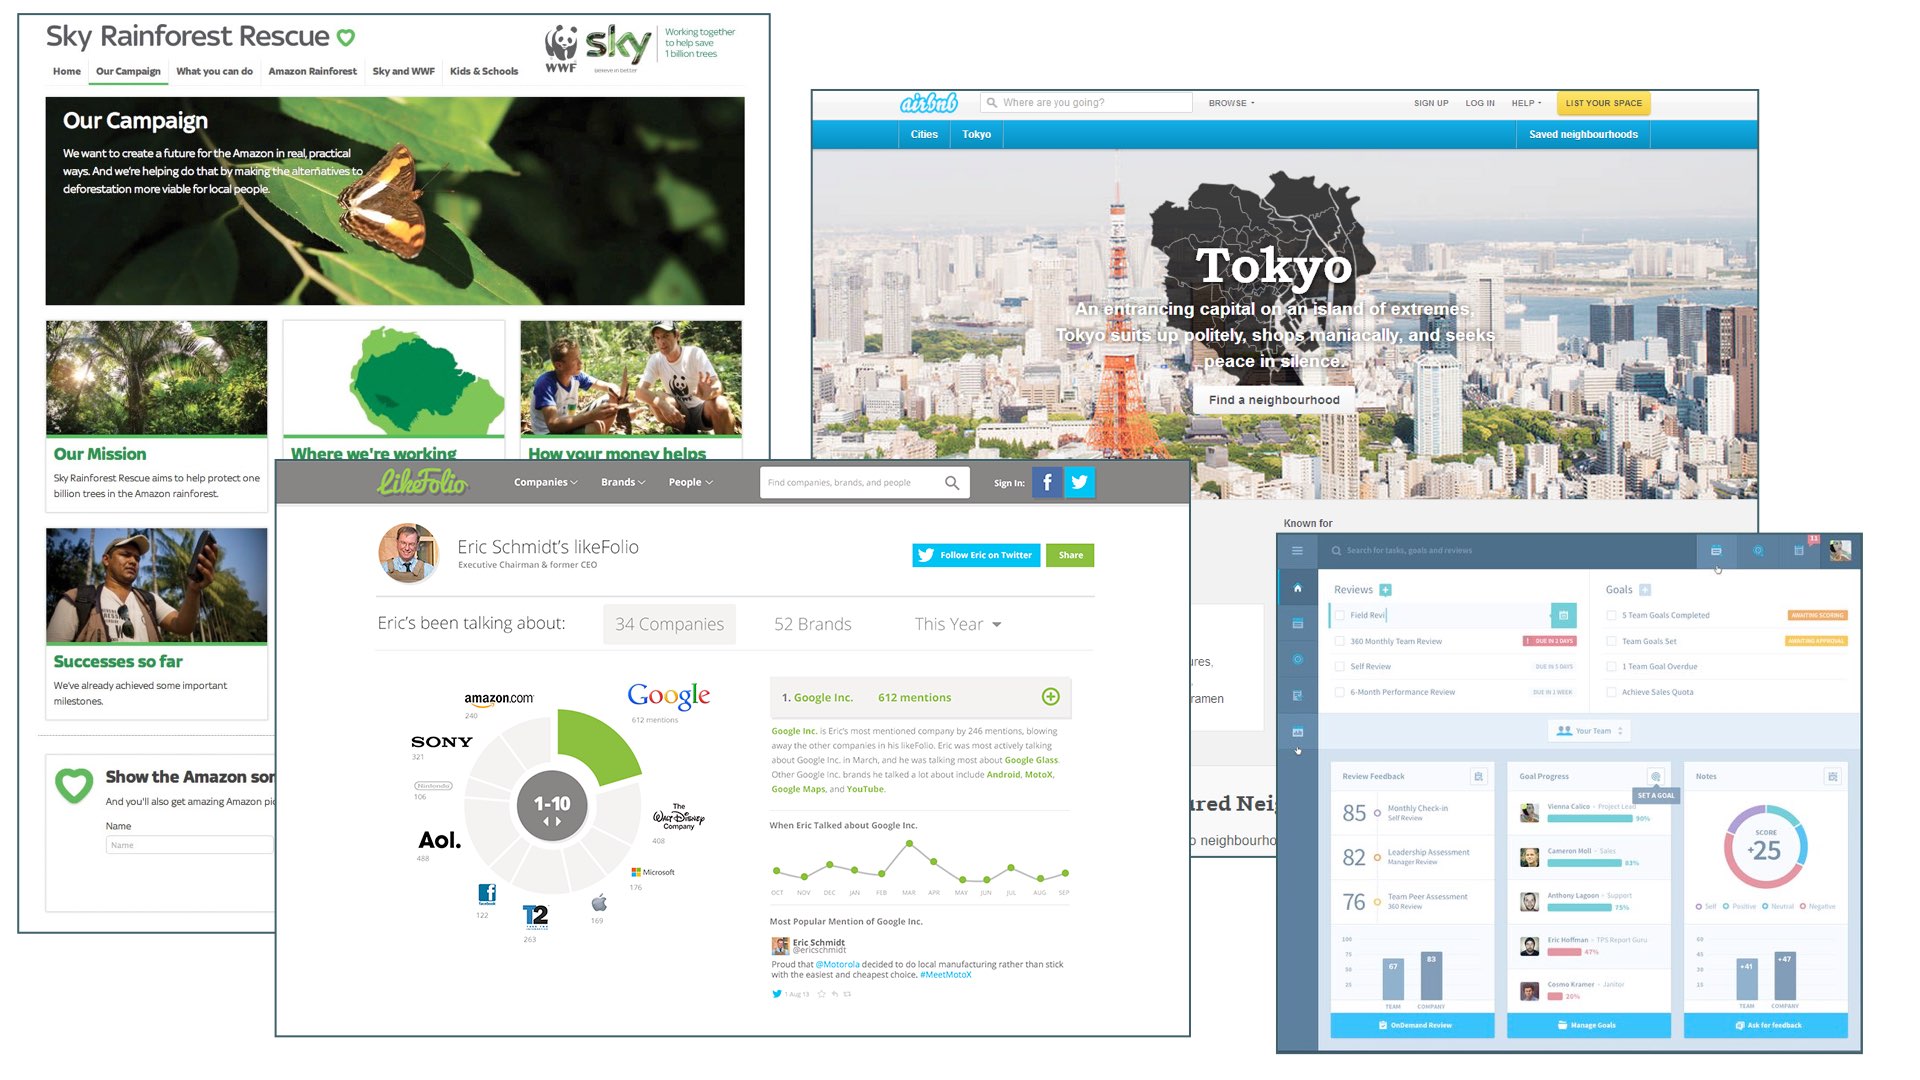 Sky Rainforest Rescue
WWF
sky
believe in better
Working together
to help save
1 billion trees
Home
Our Campaign
What you can do
Amazon Rainforest
Sky and WWF
Kids & Schools
Our Campaign
We want to create a future for the Amazon in real, practical
ways. And we're helping do that by making the alternatives to
deforestation more viable for local people.
Our Mission
Sky Rainforest Rescue aims to help protect one
billion trees in the Amazon rainforest.
Where we're working
How your money helps
Successes so far
We've already achieved some important
milestones.
Show the Amazon
And you'll also get amazing Amazon
Name
Name
airbnb
Where are you going?
BROWSE
SIGN UP
LOG IN
HELP
LIST YOUR SPACE
Cities
Tokyo
Saved neighbourhoods
Tokyo
An entrancing capital on an island of extremes,
Tokyo suits up politely, shops maniacally, and seeks
peace in silence.
Find a neighbourhood
Known for
ramen
neighbourho
LikeFolio
Companies
Brands
People
Find companies, brands, and people
Sign In:
Eric Schmidt's likeFolio
Executive Chairman & former CEO
Follow Eric on Twitter
Share
Eric's been talking about:
34 Companies
52 Brands
This Year
amazon.com
240
Google
612 mentions
SONY
321
Nintendo
106
Aol.
488
facebook
122
T2
263
169
Microsoft
176
The
Walt Disney
Company
408
1-10
1. Google Inc.
612 mentions
Google Inc. is Eric's most mentioned company by 246 mentions, blowing
away the other companies in his likeFolio. Eric was most actively talking
about Google Inc. in March, and he was talking most about Google Glass.
Other Google Inc. brands he talked a lot about include Android, MotoX,
Google Maps, and YouTube.
When Eric Talked about Google Inc.
OCT NOV DEC JAN FEB MAR APR MAY JUN JUL AUG SEP
Most Popular Mention of Google Inc.
Eric Schmidt
@ericschmidt
Proud that @Motorola decided to do local manufacturing rather than stick
with the easiest and cheapest choice. #MeetMotoX
1 Aug 13
Search for tasks, goals and reviews
11
Reviews
Field Revi
360 Monthly Team Review
! DUE IN 2 DAYS
Self Review
DUE IN 5 DAYS
6-Month Performance Review
DUE IN 1 WEEK
Goals
5 Team Goals Completed
AWAITING SCORING
Team Goals Set
AWAITING APPROVAL
1 Team Goal Overdue
Achieve Sales Quota
Your Team
Review Feedback
85
Monthly Check-in
Self Review
82
Leadership Assessment
Manager Review
76
Team Peer Assessment
360 Review
100
75
50
25
67
83
TEAM
COMPANY
OnDemand Review
Goal Progress
SET A GOAL
Vienna Calico - Project Lead
90%
Cameron Moll - Sales
83%
Anthony Lagoon - Support
75%
Eric Hoffman - TPS Report Guru
47%
Cosmo Kramer - Janitor
20%
Manage Goals
Notes
SCORE
+25
Self
Positive
Neutral
Negative
60
45
30
15
+41
+47
TEAM
COMPANY
Ask for feedback